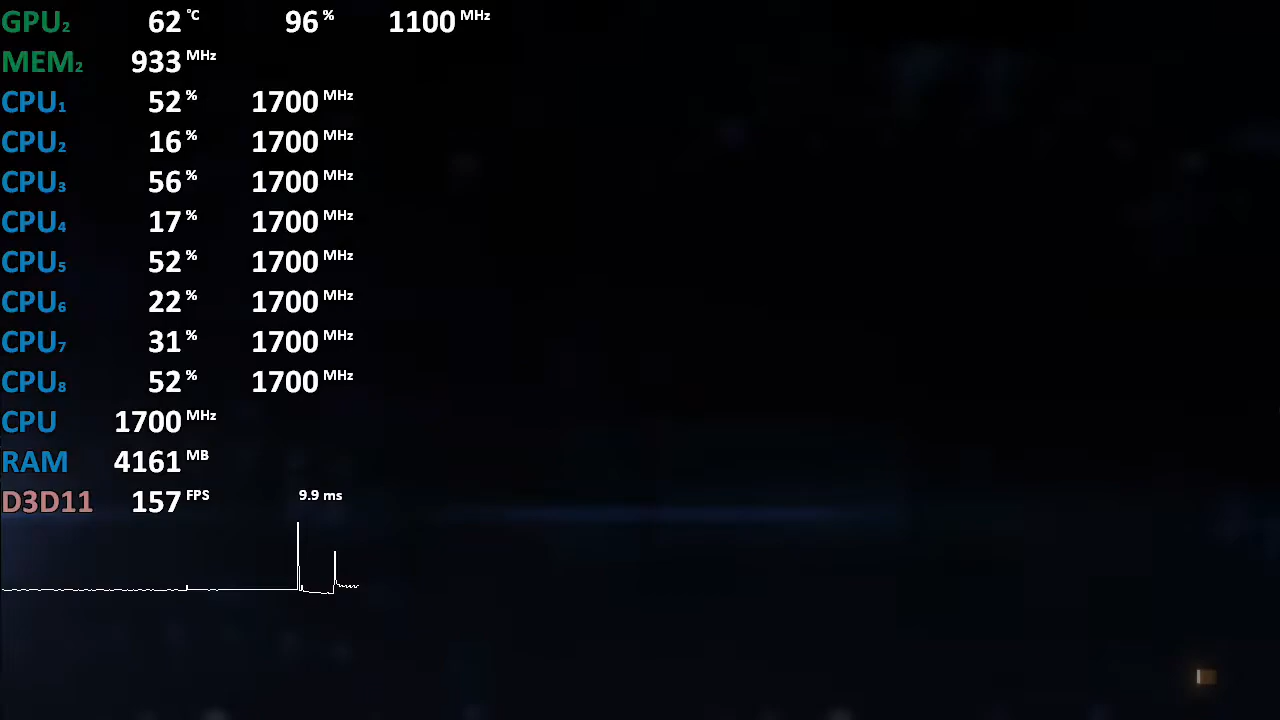 GPU₂ 62 °C 96 % 1100 MHz
MEM₂ 933 MHz
CPU₁ 52 % 1700 MHz
CPU₂ 16 % 1700 MHz
CPU₃ 56 % 1700 MHz
CPU₄ 17 % 1700 MHz
CPU₅ 52 % 1700 MHz
CPU₆ 22 % 1700 MHz
CPU₇ 31 % 1700 MHz
CPU₈ 52 % 1700 MHz
CPU 1700 MHz
RAM 4161 MB
D3D11 157 FPS 9.9 ms